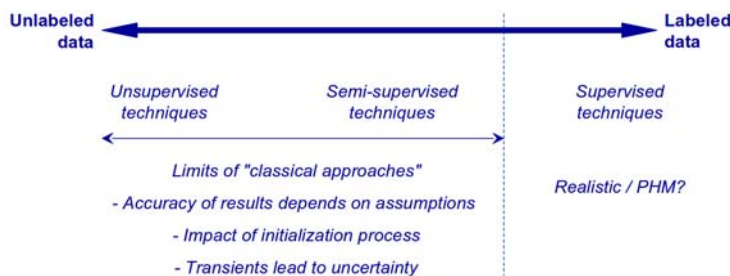 Unlabeled data
Labeled data
Unsupervised techniques
Semi-supervised techniques
Supervised techniques
Limits of "classical approaches"
- Accuracy of results depends on assumptions
- Impact of initialization process
- Transients lead to uncertainty
Realistic / PHM?